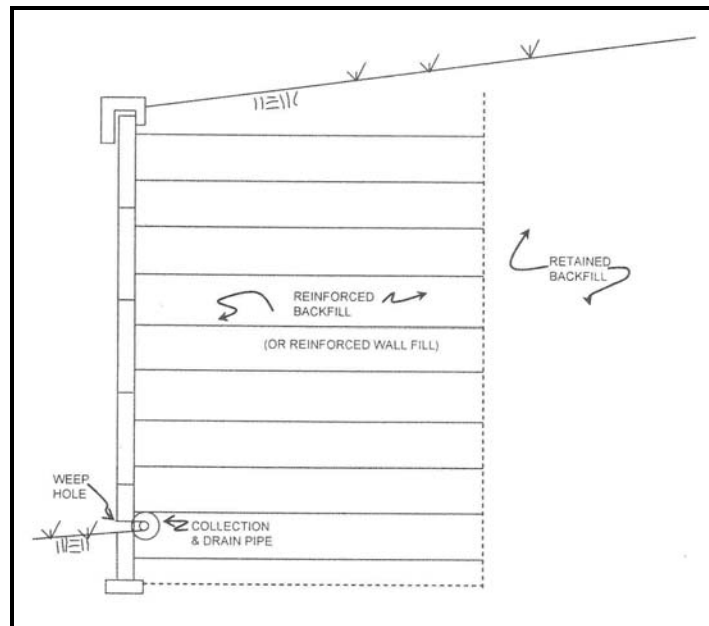 REINFORCED
BACKFILL
(OR REINFORCED WALL FILL)
RETAINED
BACKFILL
WEEP
HOLE
COLLECTION
& DRAIN PIPE